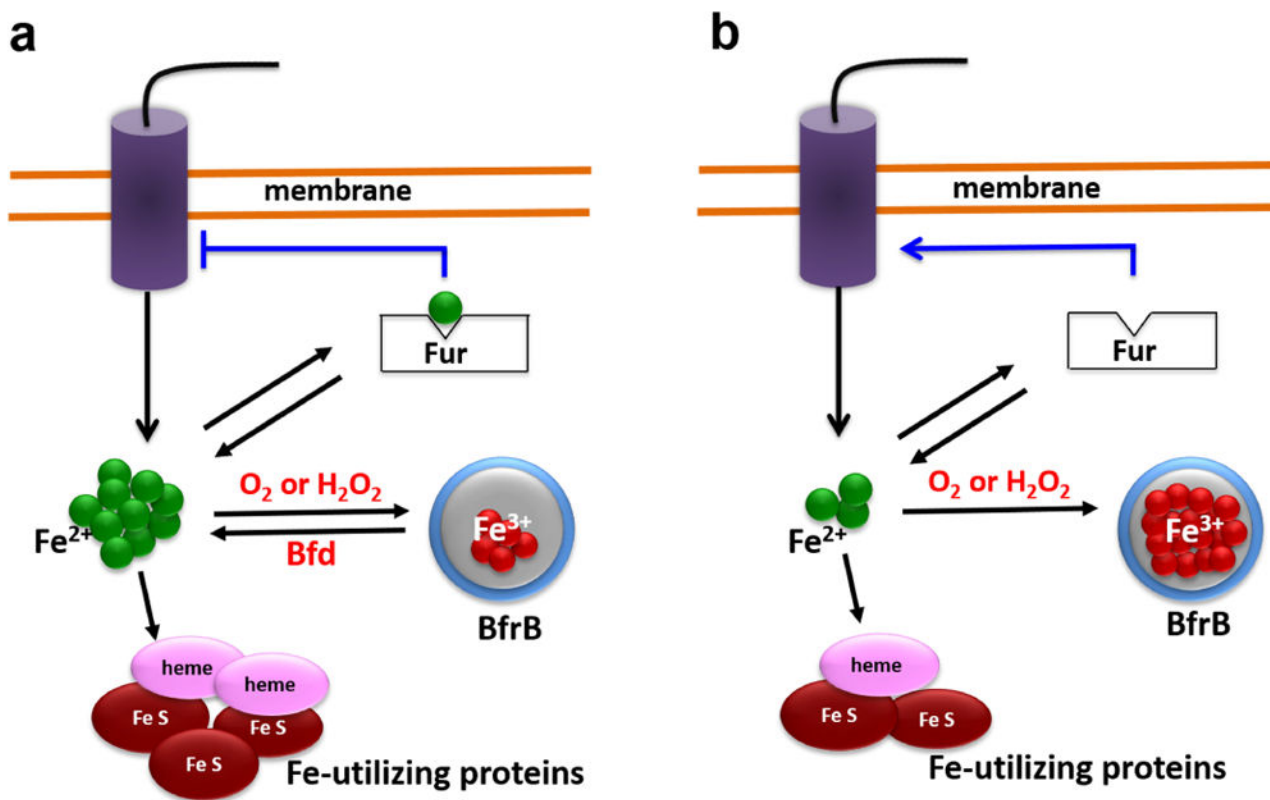 a
membrane
Fur
O₂ or H₂O₂
Fe²⁺
Fe³⁺
Bfd
BfrB
heme
heme
Fe S
Fe S
Fe S
Fe-utilizing proteins
b
membrane
Fur
O₂ or H₂O₂
Fe²⁺
Fe³⁺
BfrB
heme
Fe S
Fe S
Fe-utilizing proteins